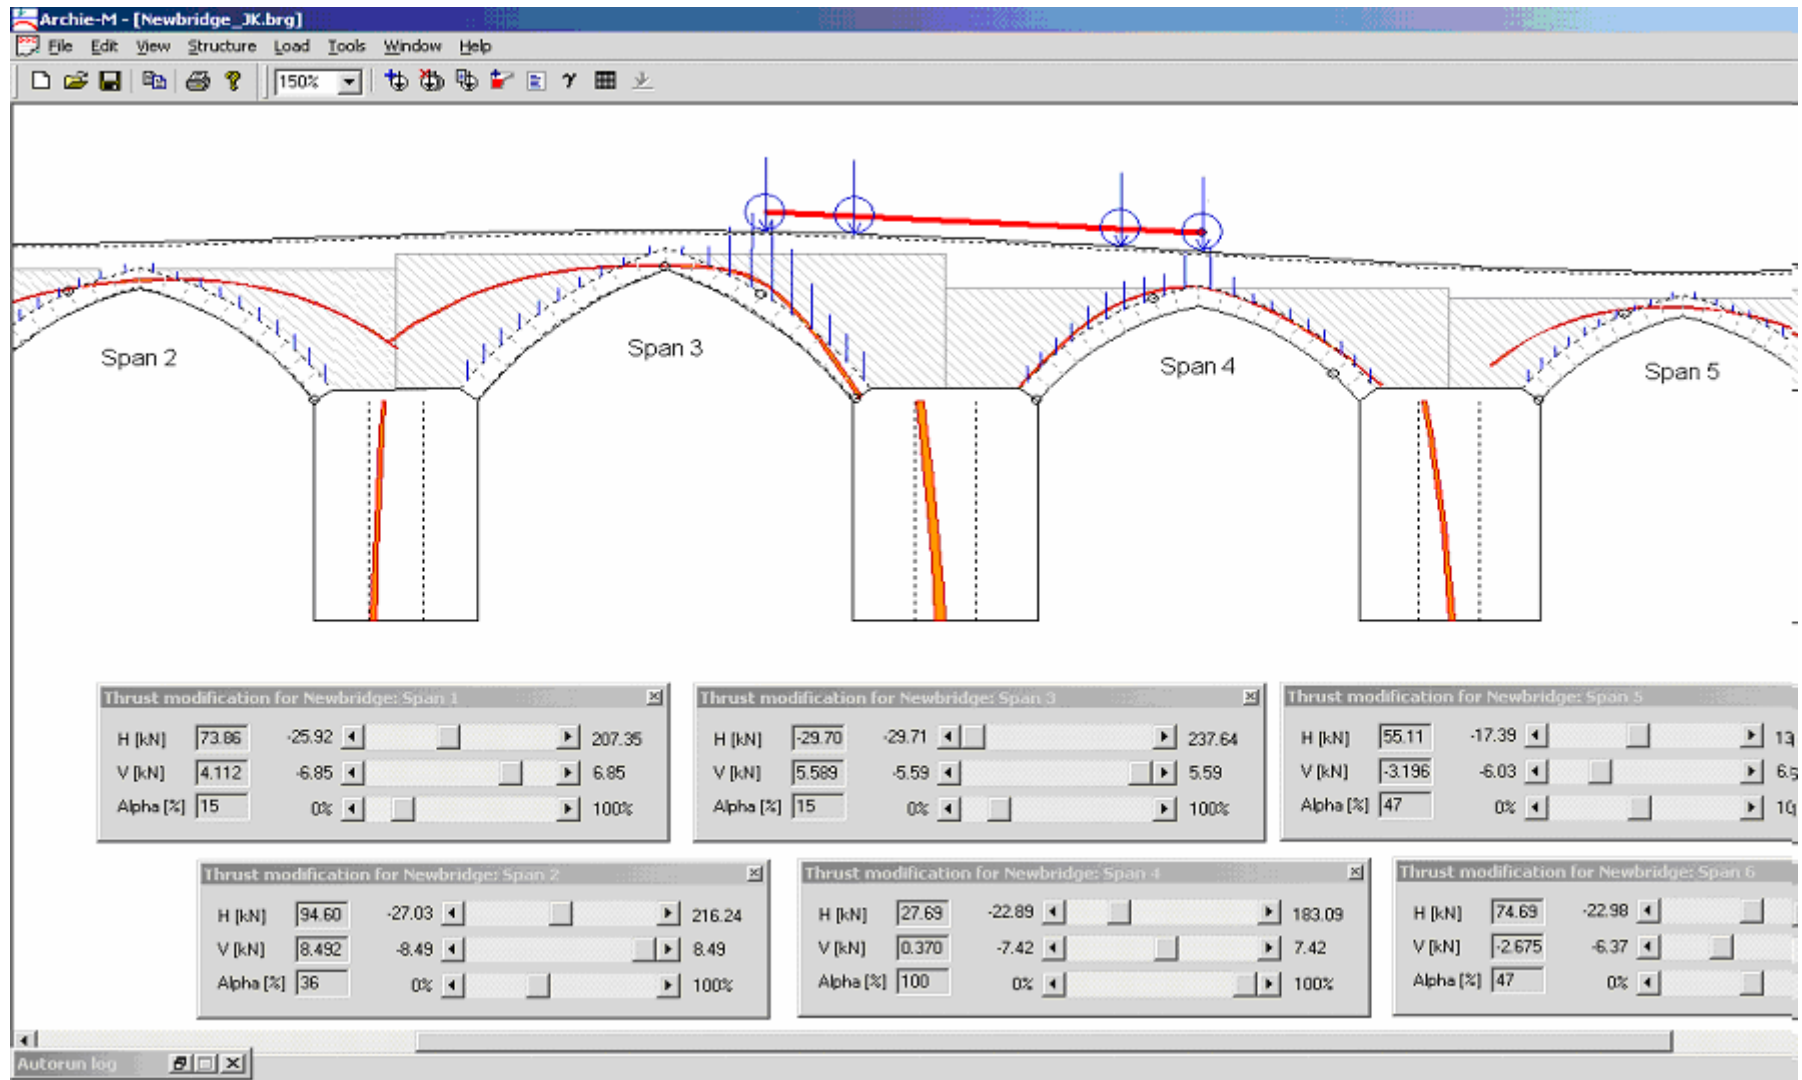 Archie-M - [Newbridge_JK.brg]
File Edit View Structure Load Tools Window Help
150%
Span 2
Span 3
Span 4
Span 5
Thrust modification for Newbridge: Span 1
H [kN] 73.86 -25.92 207.35
V [kN] 4.112 -6.85 6.85
Alpha [%] 15 0% 100%
Thrust modification for Newbridge: Span 3
H [kN] -29.70 -29.71 237.64
V [kN] 5.589 -5.59 5.59
Alpha [%] 15 0% 100%
Thrust modification for Newbridge: Span 5
H [kN] 55.11 -17.39
V [kN] -3.196 -6.03
Alpha [%] 47 0%
Thrust modification for Newbridge: Span 2
H [kN] 94.60 -27.03 216.24
V [kN] 8.492 -8.49 8.49
Alpha [%] 36 0% 100%
Thrust modification for Newbridge: Span 4
H [kN] 27.69 -22.89 183.09
V [kN] 0.370 -7.42 7.42
Alpha [%] 100 0% 100%
Thrust modification for Newbridge: Span 6
H [kN] 74.69 -22.98
V [kN] -2.675 -6.37
Alpha [%] 47 0%
Autorun log